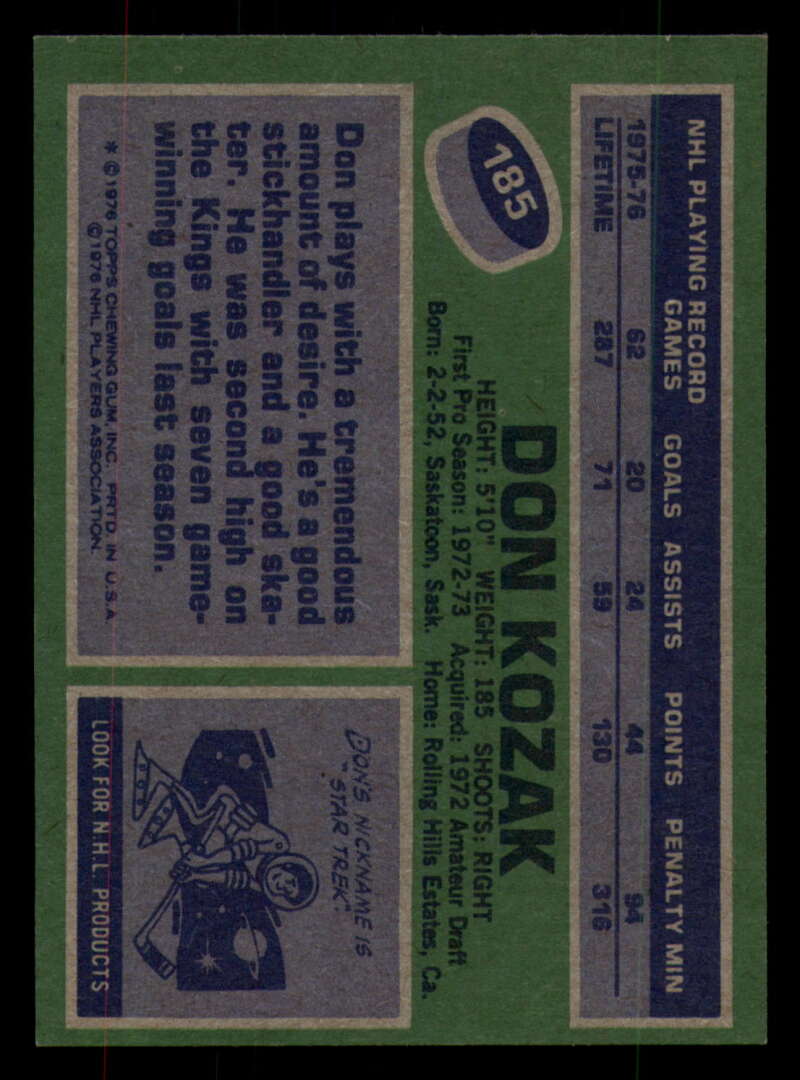 NHL PLAYING RECORD
GAMES GOALS ASSISTS POINTS PENALTY MIN
1975-76 62 20 24 44 94
LIFETIME 287 71 59 130 316
185
DON KOZAK
HEIGHT: 5'10" WEIGHT: 185 SHOOTS: RIGHT
First Pro Season: 1972-73 Acquired: 1972 Amateur Draft
Born: 2-2-52, Saskatoon, Sask. Home: Rolling Hills Estates, Ca.
Don plays with a tremendous
amount of desire. He's a good
stickhandler and a good ska-
ter. He was second high on
the Kings with seven game-
winning goals last season.
* © 1976 TOPPS CHEWING GUM, INC. PRTD. IN U.S.A.
© 1976 NHL PLAYERS ASSOCIATION.
DON'S NICKNAME IS
"STAR TREK".
LOOK FOR N.H.L. PRODUCTS